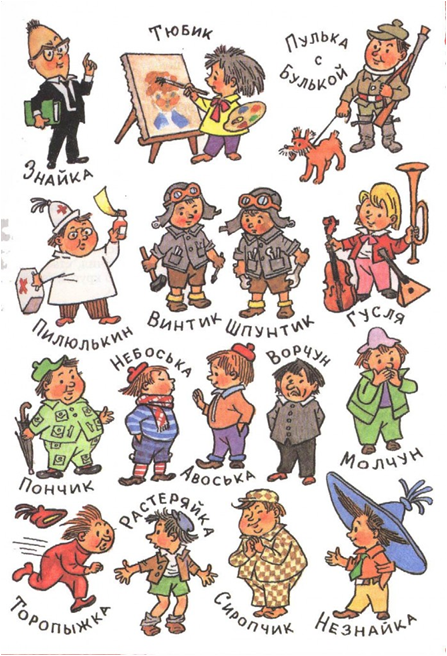 Знайка
Тюбик
Пулька
с
Булькой
Пилюлькин
Винтик
Шпунтик
Гусля
Пончик
Небоська
Авоська
Ворчун
Молчун
Торопыжка
Растеряйка
Сиропчик
Незнайка